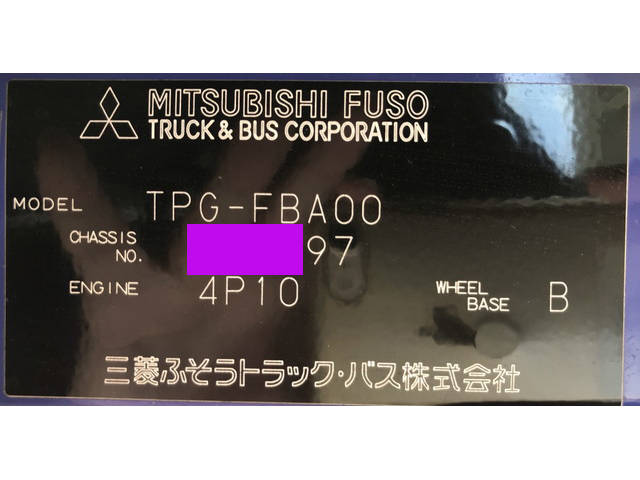 MITSUBISHI FUSO
TRUCK & BUS CORPORATION
MODEL TPG-FBA00
CHASSIS NO. 97
ENGINE 4P10 WHEEL BASE B
三菱ふそうトラック・バス株式会社